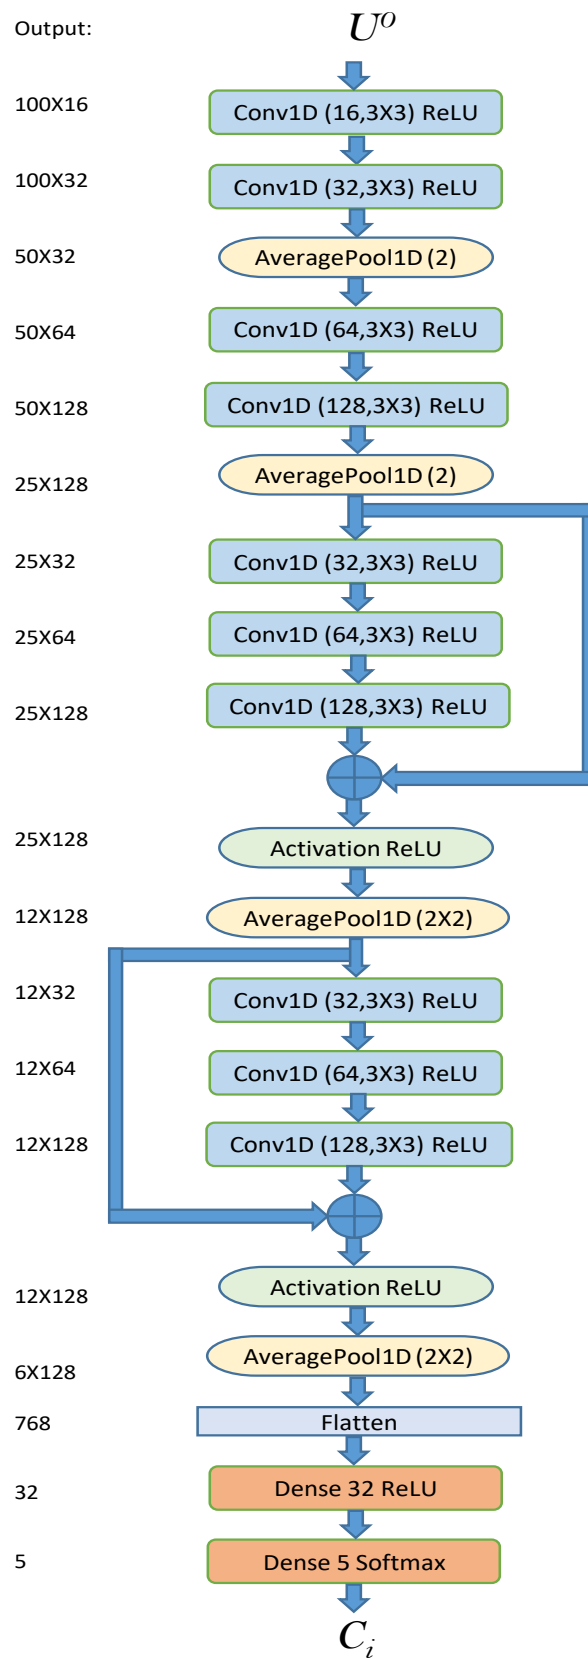 Output: U^o
100X16 Conv1D (16,3X3) ReLU
100X32 Conv1D (32,3X3) ReLU
50X32 AveragePool1D (2)
50X64 Conv1D (64,3X3) ReLU
50X128 Conv1D (128,3X3) ReLU
25X128 AveragePool1D (2)
25X32 Conv1D (32,3X3) ReLU
25X64 Conv1D (64,3X3) ReLU
25X128 Conv1D (128,3X3) ReLU
25X128 Activation ReLU
12X128 AveragePool1D (2X2)
12X32 Conv1D (32,3X3) ReLU
12X64 Conv1D (64,3X3) ReLU
12X128 Conv1D (128,3X3) ReLU
12X128 Activation ReLU
6X128 AveragePool1D (2X2)
768 Flatten
32 Dense 32 ReLU
5 Dense 5 Softmax
C_i